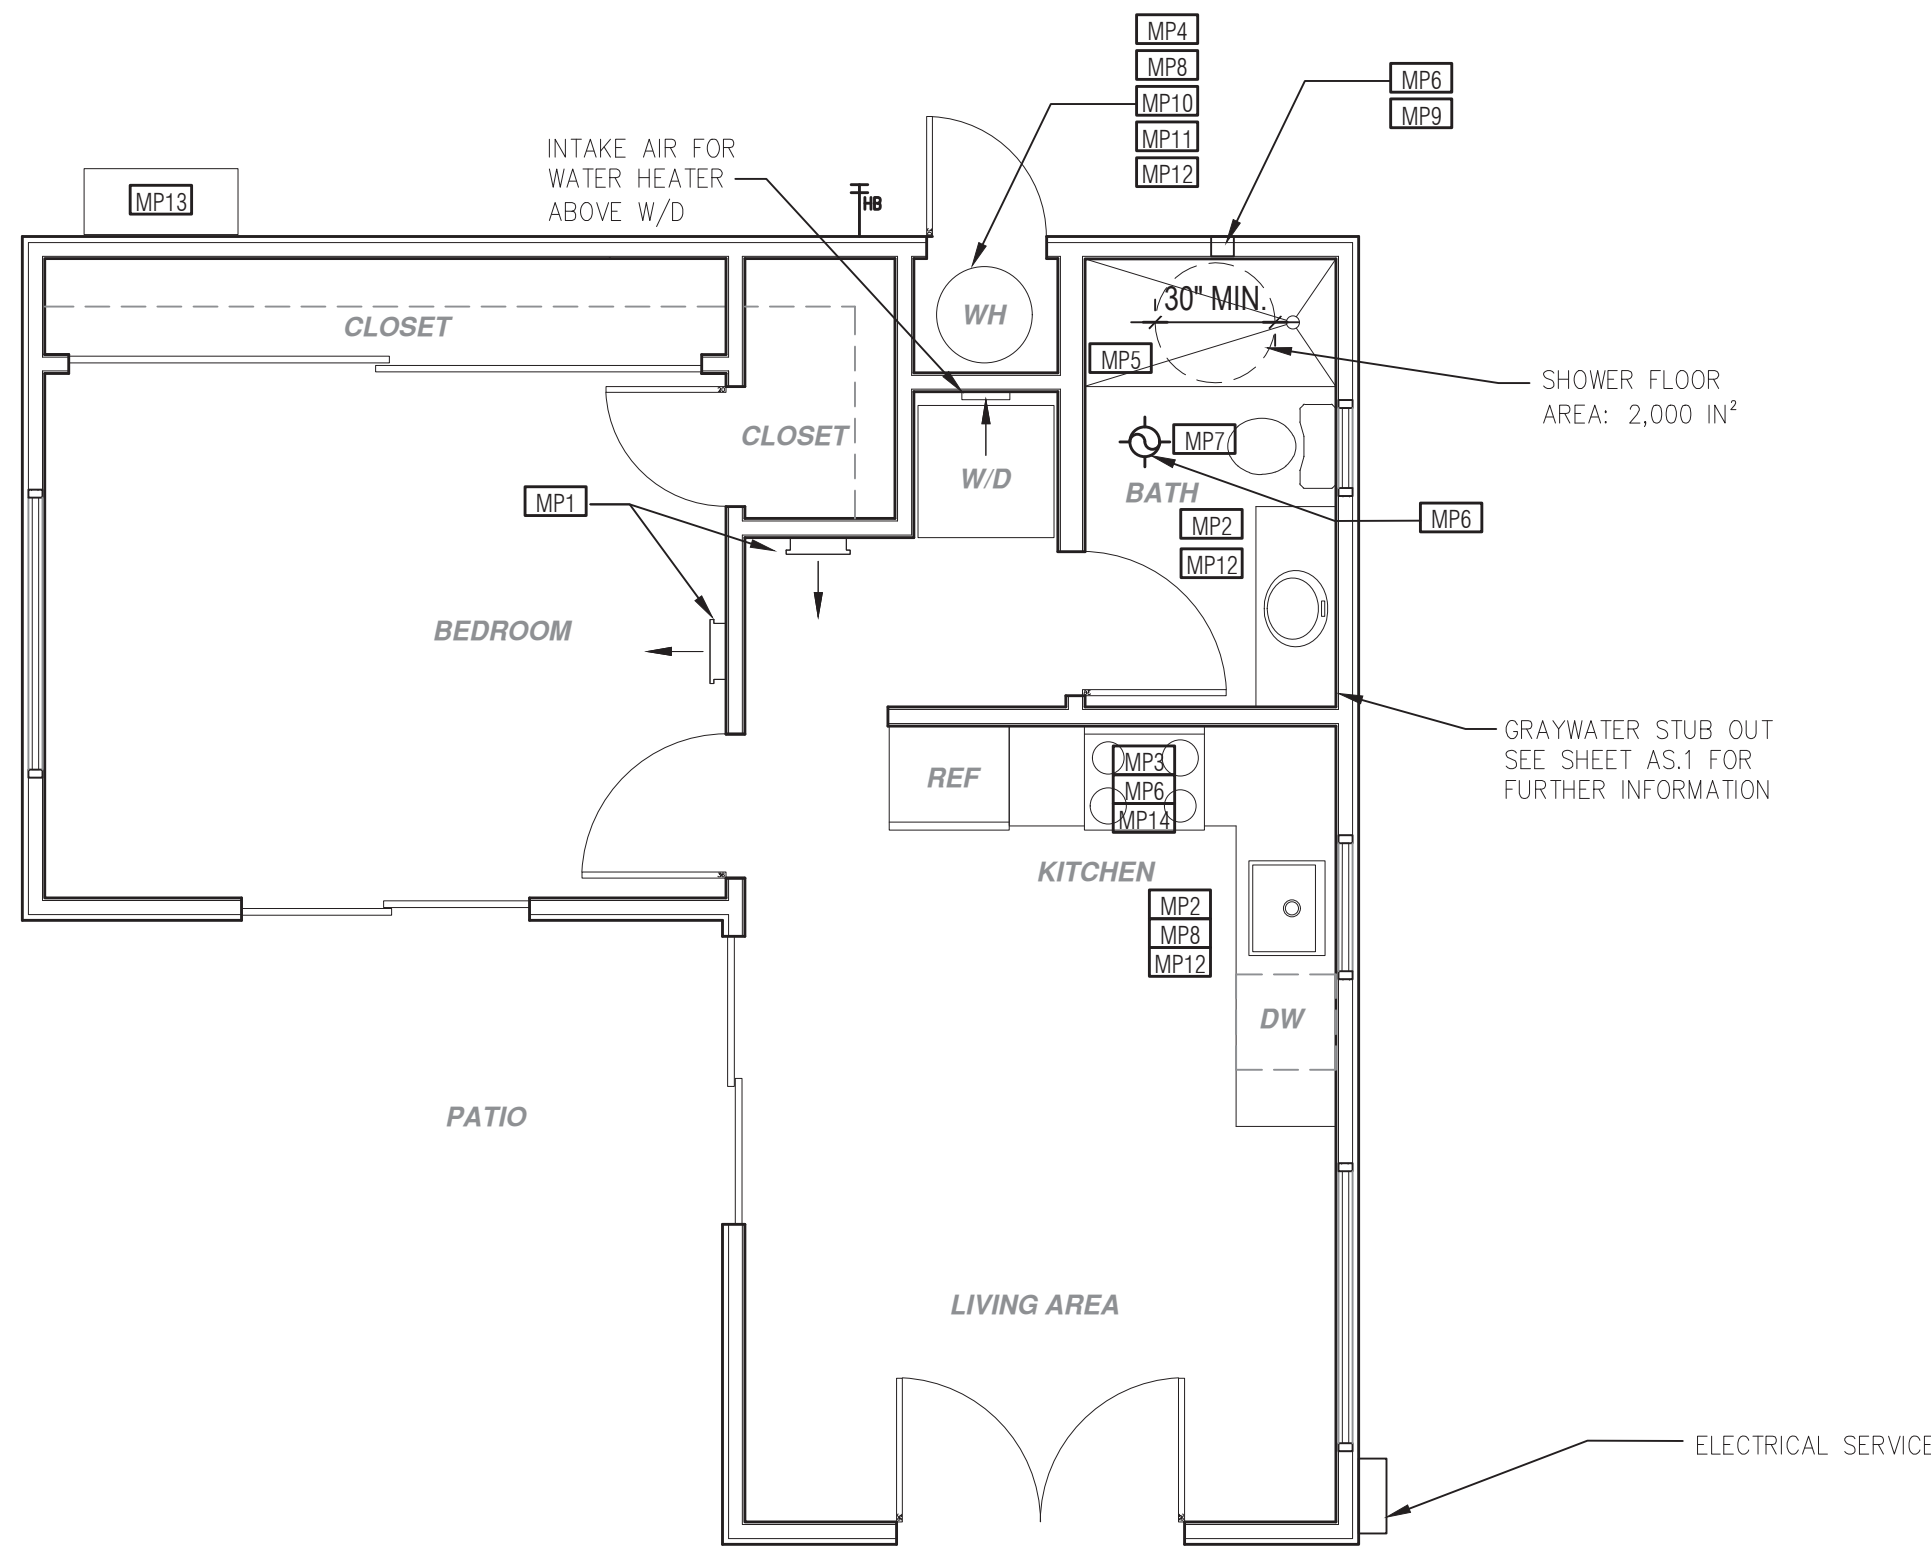 MP4
MP8
MP10
MP11
MP12
MP6
MP9
INTAKE AIR FOR
WATER HEATER
ABOVE W/D
MP13
HB
CLOSET
WH
30" MIN.
MP5
SHOWER FLOOR
AREA: 2,000 IN²
CLOSET
MP7
W/D
BATH
MP1
MP2
MP6
MP12
BEDROOM
GRAYWATER STUB OUT
SEE SHEET AS.1 FOR
FURTHER INFORMATION
REF
MP3
MP6
MP14
KITCHEN
MP2
MP8
MP12
DW
PATIO
LIVING AREA
ELECTRICAL SERVICE